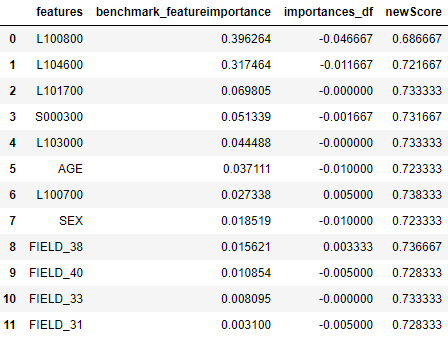 features benchmark_featureimportance importances_df newScore
0 L100800 0.396264 -0.046667 0.686667
1 L104600 0.317464 -0.011667 0.721667
2 L101700 0.069805 -0.000000 0.733333
3 S000300 0.051339 -0.001667 0.731667
4 L103000 0.044488 -0.000000 0.733333
5 AGE 0.037111 -0.010000 0.723333
6 L100700 0.027338 0.005000 0.738333
7 SEX 0.018519 -0.010000 0.723333
8 FIELD_38 0.015621 0.003333 0.736667
9 FIELD_40 0.010854 -0.005000 0.728333
10 FIELD_33 0.008095 -0.000000 0.733333
11 FIELD_31 0.003100 -0.005000 0.728333